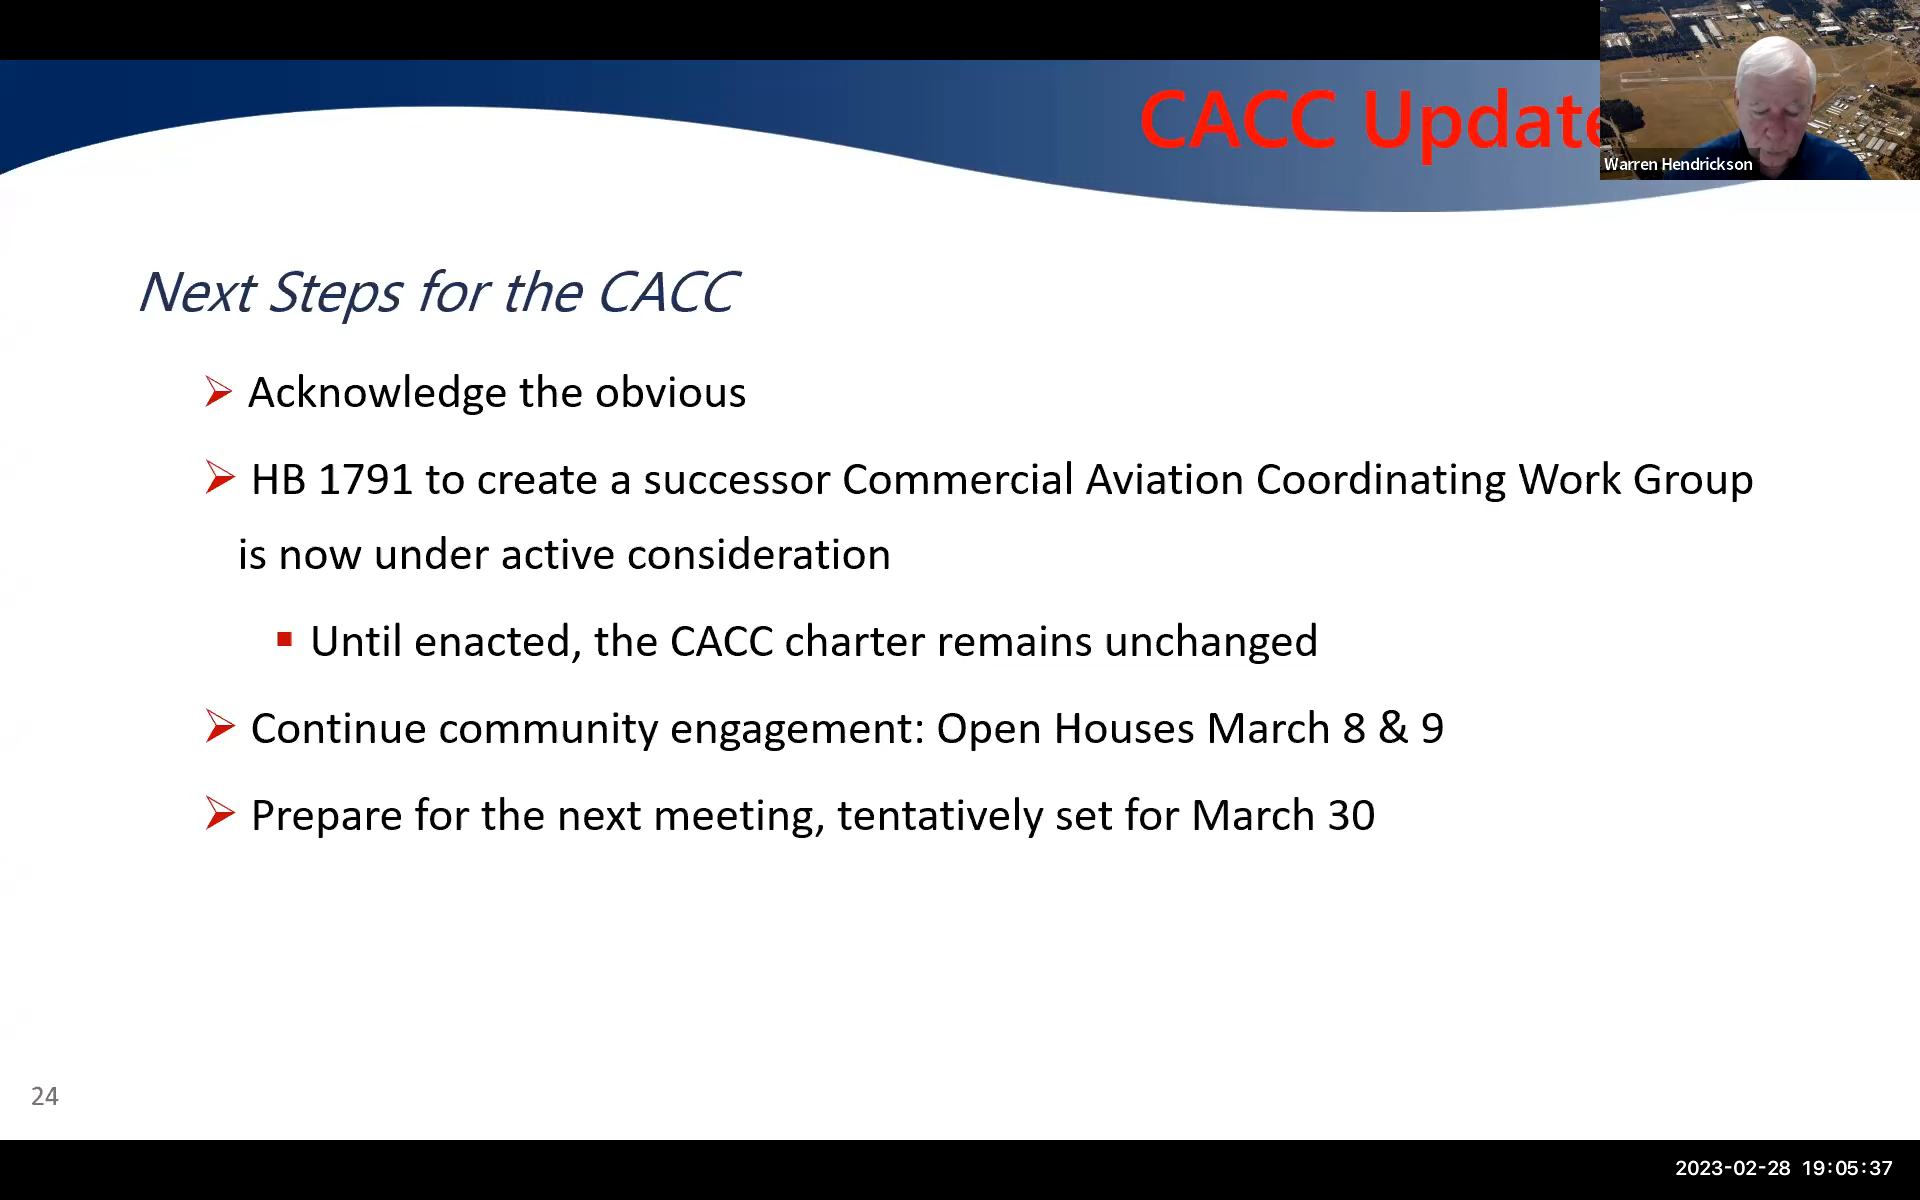 CACC Update
Warren Hendrickson
Next Steps for the CACC
Acknowledge the obvious
HB 1791 to create a successor Commercial Aviation Coordinating Work Group
is now under active consideration
Until enacted, the CACC charter remains unchanged
Continue community engagement: Open Houses March 8 & 9
Prepare for the next meeting, tentatively set for March 30
24
2023-02-28 19:05:37